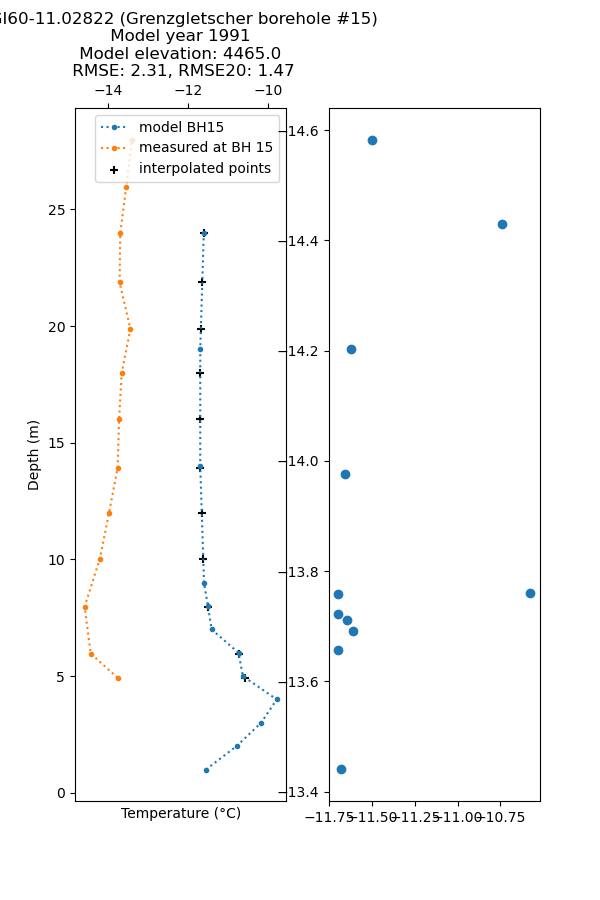 GI60-11.02822 (Grenzgletscher borehole #15)
Model year 1991
Model elevation: 4465.0
RMSE: 2.31, RMSE20: 1.47
−14 −12 −10
model BH15
measured at BH 15
interpolated points
25
20
15
10
5
0
Depth (m)
Temperature (°C)
−14.6
−14.4
−14.2
−14.0
−13.8
−13.6
−13.4
−11.75 −11.50 −11.25 −11.00 −10.75